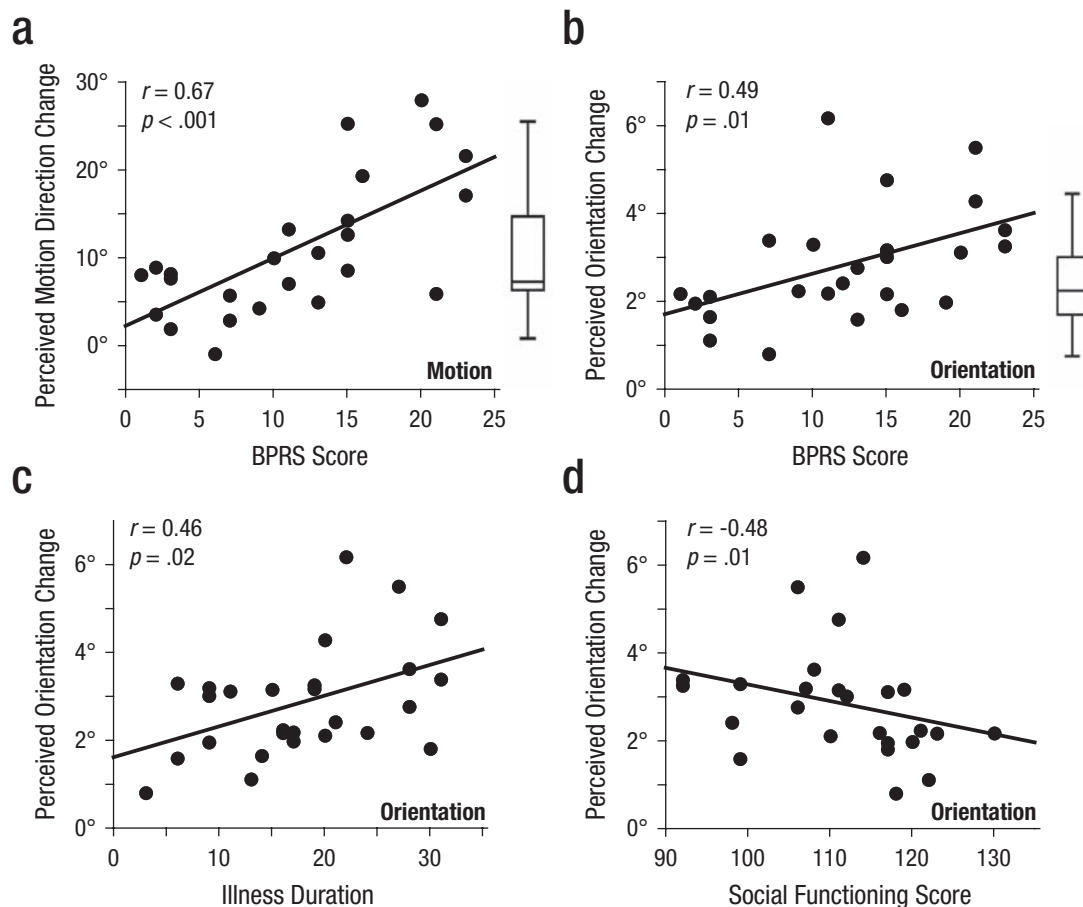 a
Perceived Motion Direction Change
30°
20°
10°
0°
r = 0.67
p < .001
Motion
0 5 10 15 20 25
BPRS Score
b
Perceived Orientation Change
6°
4°
2°
0°
r = 0.49
p = .01
Orientation
0 5 10 15 20 25
BPRS Score
c
Perceived Orientation Change
6°
4°
2°
0°
r = 0.46
p = .02
Orientation
0 10 20 30
Illness Duration
d
Perceived Orientation Change
6°
4°
2°
0°
r = -0.48
p = .01
Orientation
90 100 110 120 130
Social Functioning Score